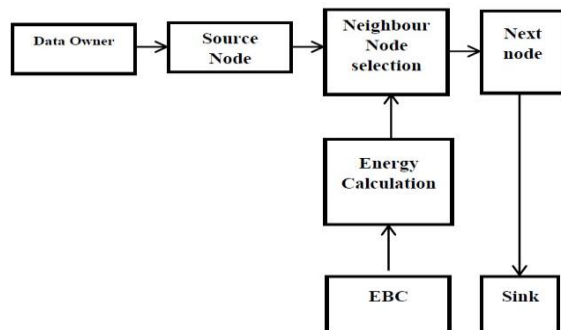 Data Owner
Source
Node
Neighbour
Node
selection
Next
node
Energy
Calculation
EBC
Sink